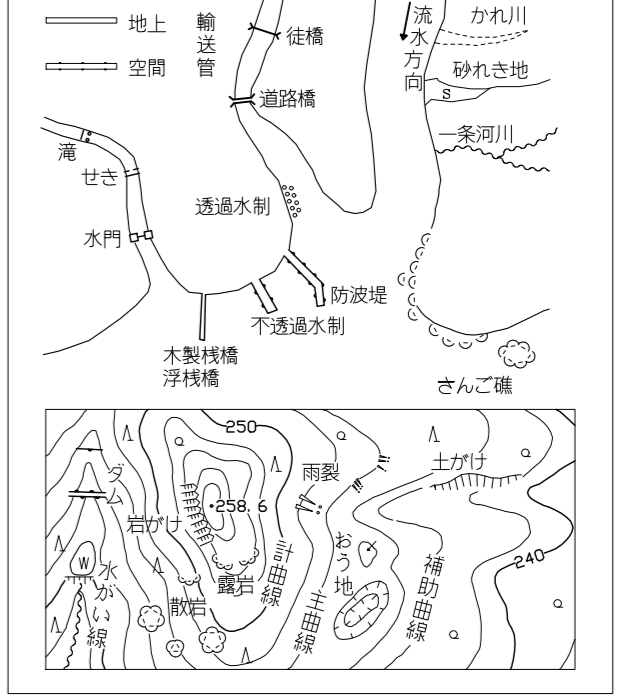 地上
空間
輸送管
徒橋
道路橋
流水方向
かれ川
砂れき地
S
一条河川
滝
せき
水門
透過水制
防波堤
不透過水制
木製桟橋
浮桟橋
さんご礁
250
ダム
258.6
岩がけ
雨裂
土がけ
W
水がい線
露岩
散岩
計曲線
主曲線
おう地
補助曲線
240